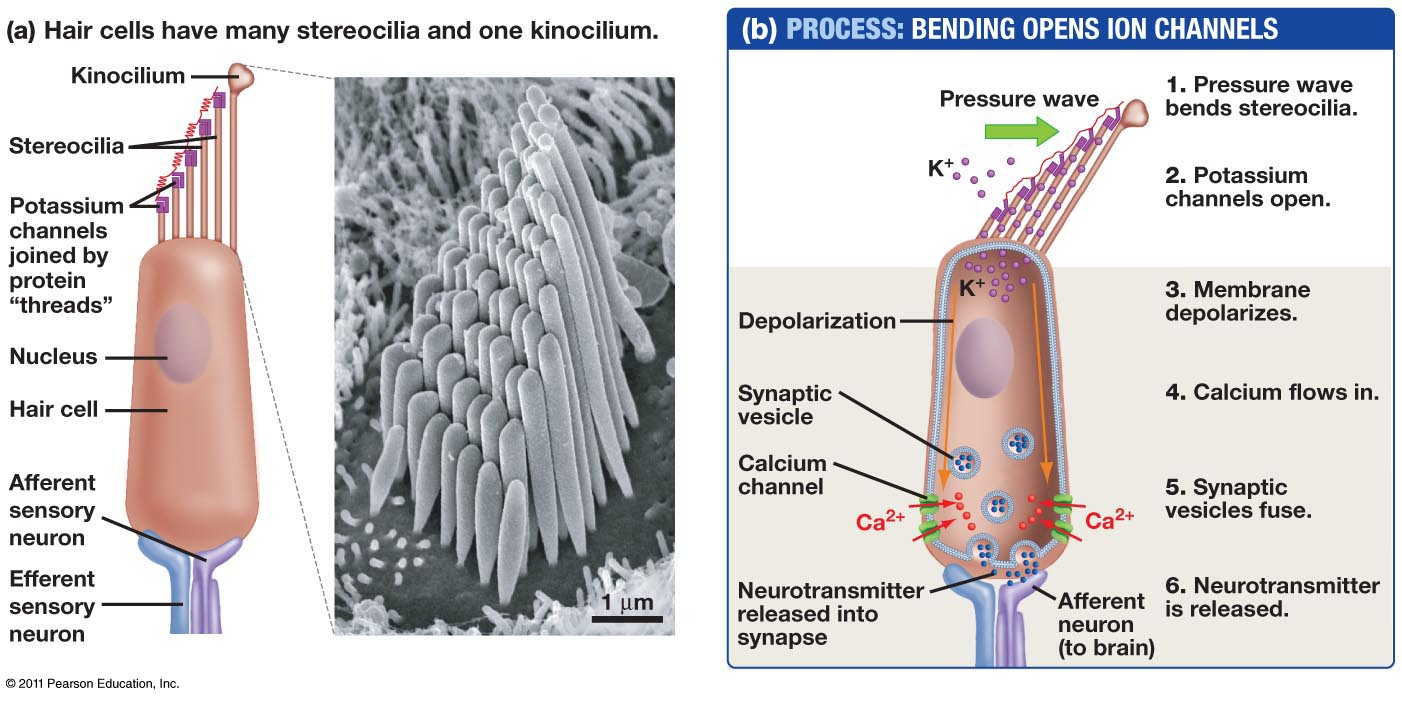 (a) Hair cells have many stereocilia and one kinocilium.
Kinocilium
Stereocilia
Potassium
channels
joined by
protein
“threads”
Nucleus
Hair cell
Afferent
sensory
neuron
Efferent
sensory
neuron
1 μm
(b) PROCESS: BENDING OPENS ION CHANNELS
Pressure wave
K+
K+
Depolarization
Synaptic
vesicle
Calcium
channel
Ca2+
Ca2+
Neurotransmitter
released into
synapse
Afferent
neuron
(to brain)
1. Pressure wave
bends stereocilia.
2. Potassium
channels open.
3. Membrane
depolarizes.
4. Calcium flows in.
5. Synaptic
vesicles fuse.
6. Neurotransmitter
is released.
© 2011 Pearson Education, Inc.